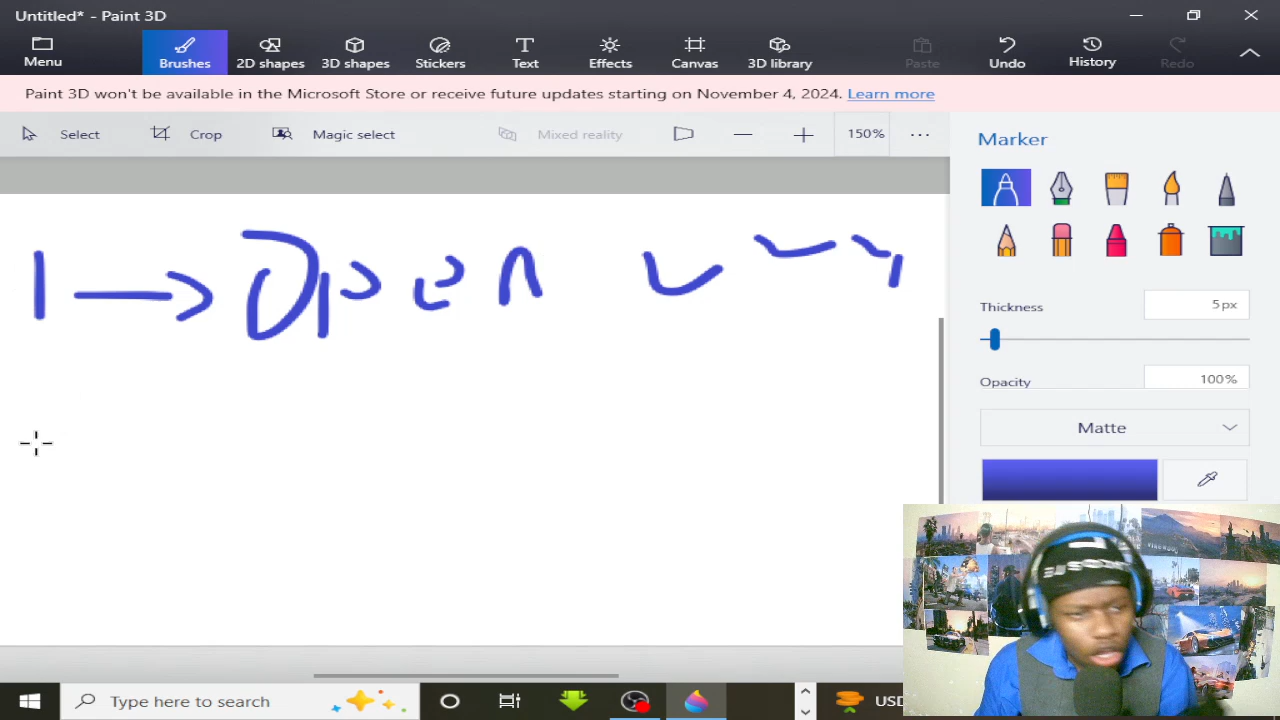 Untitled* - Paint 3D
Menu Brushes 2D shapes 3D shapes Stickers Text Effects Canvas 3D library Paste Undo History Redo
Paint 3D won't be available in the Microsoft Store or receive future updates starting on November 4, 2024. Learn more
Select Crop Magic select Mixed reality 150% ...
Marker
1 → Open
Thickness 5px
Opacity 100%
Matte
Type here to search
USD